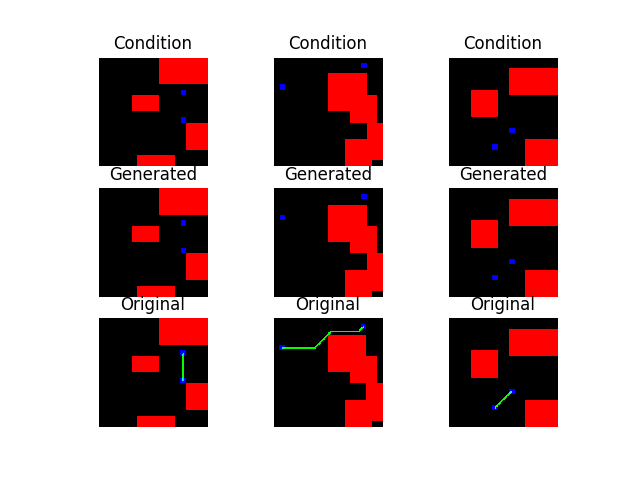 Condition Condition Condition
Generated Generated Generated
Original Original Original